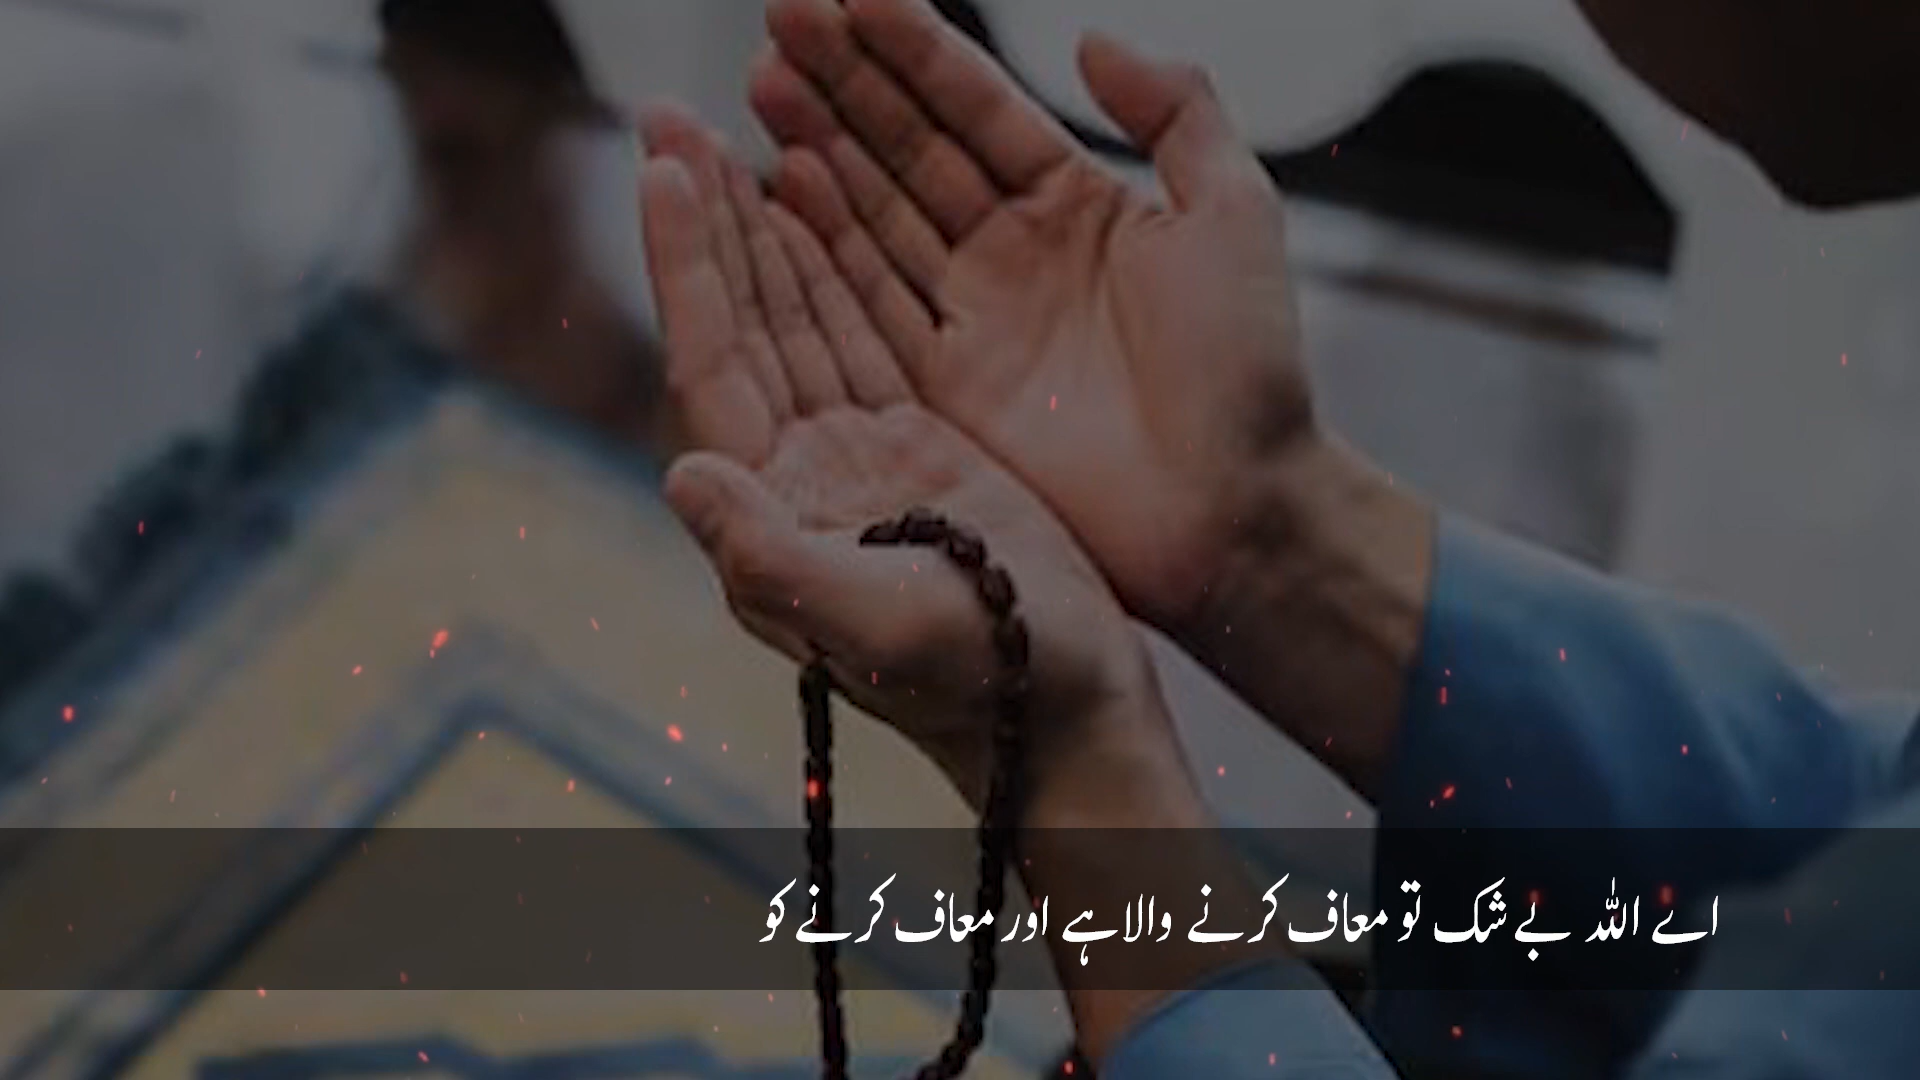 اے اللہ بے شک تو معاف کرنے والا ہے اور معاف کرنے کو